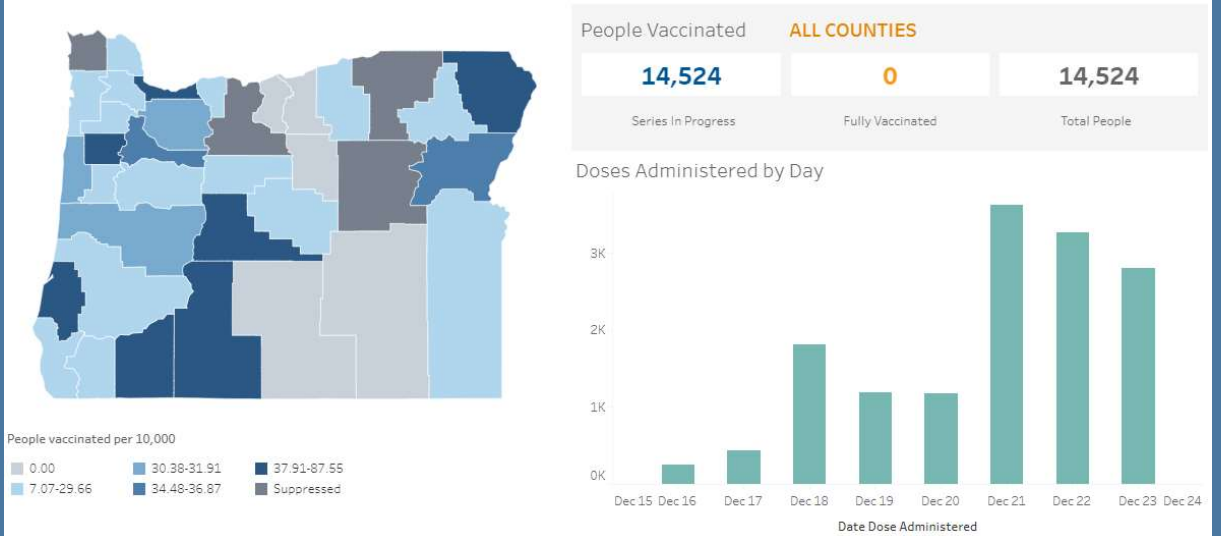 People Vaccinated ALL COUNTIES
14,524 0 14,524
Series In Progress Fully Vaccinated Total People
Doses Administered by Day
3K
2K
1K
0K
Dec 15 Dec 16 Dec 17 Dec 18 Dec 19 Dec 20 Dec 21 Dec 22 Dec 23 Dec 24
Date Dose Administered
People vaccinated per 10,000
0.00 30.38-31.91 37.91-87.55
7.07-29.66 34.48-36.87 Suppressed